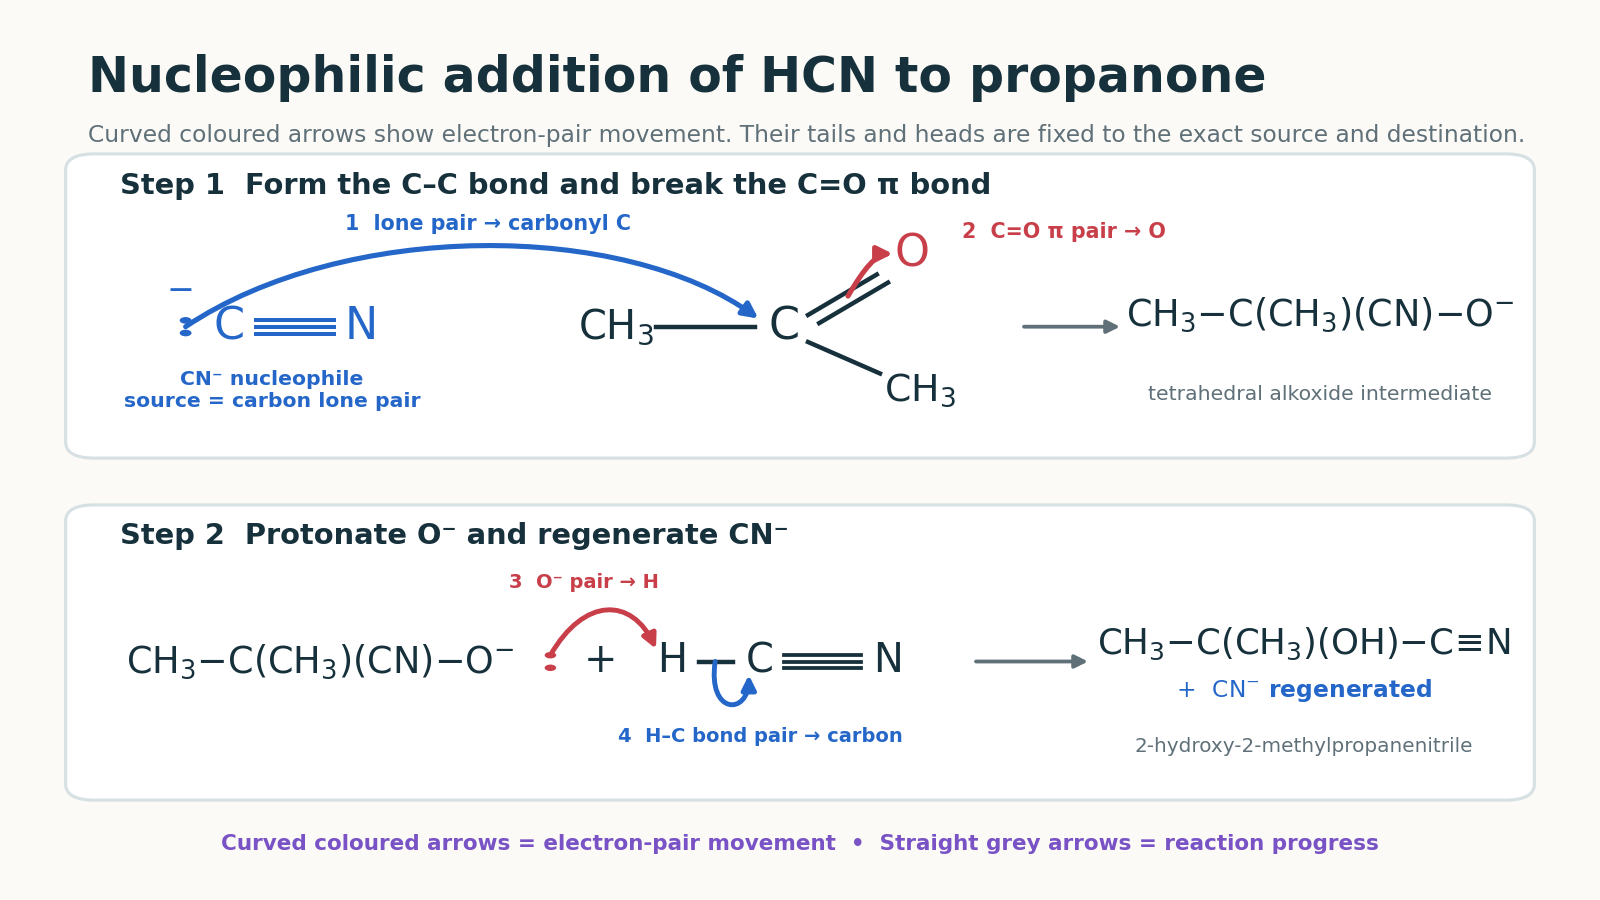 Nucleophilic addition of HCN to propanone
Curved coloured arrows show electron-pair movement. Their tails and heads are fixed to the exact source and destination.
Step 1  Form the C–C bond and break the C=O π bond
1  lone pair → carbonyl C
2  C=O π pair → O
−
C≡N
CH₃–C
O
CH₃
CH₃−C(CH₃)(CN)−O⁻
CN⁻ nucleophile
source = carbon lone pair
tetrahedral alkoxide intermediate
Step 2  Protonate O⁻ and regenerate CN⁻
3  O⁻ pair → H
CH₃−C(CH₃)(CN)−O⁻ + H–C≡N
CH₃−C(CH₃)(OH)−C≡N
+ CN⁻ regenerated
4  H–C bond pair → carbon
2-hydroxy-2-methylpropanenitrile
Curved coloured arrows = electron-pair movement • Straight grey arrows = reaction progress